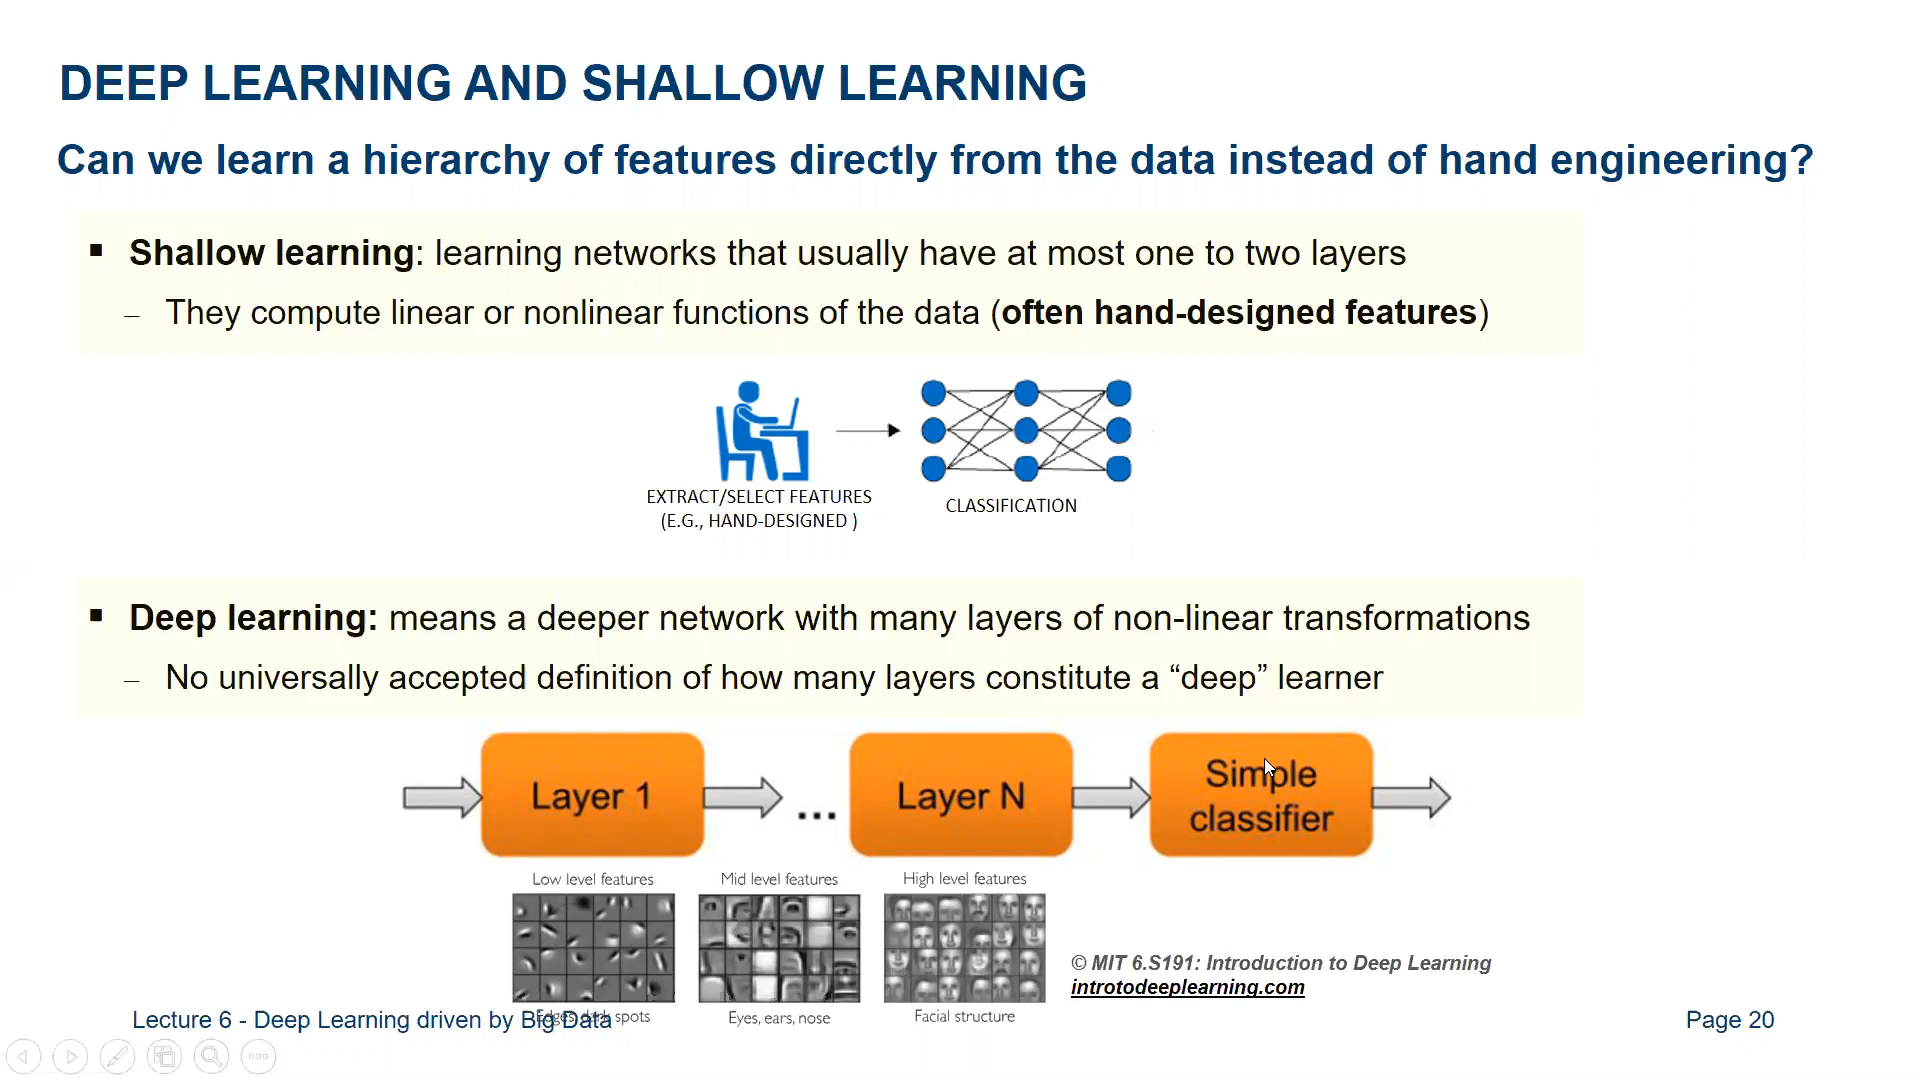 DEEP LEARNING AND SHALLOW LEARNING
Can we learn a hierarchy of features directly from the data instead of hand engineering?
▪ Shallow learning: learning networks that usually have at most one to two layers
– They compute linear or nonlinear functions of the data (often hand-designed features)
EXTRACT/SELECT FEATURES
(E.G., HAND-DESIGNED )
CLASSIFICATION
▪ Deep learning: means a deeper network with many layers of non-linear transformations
– No universally accepted definition of how many layers constitute a “deep” learner
Layer 1
...
Layer N
Simple
classifier
Low level features
Mid level features
High level features
Edges, dark spots
Eyes, ears, nose
Facial structure
© MIT 6.S191: Introduction to Deep Learning
introtodeeplearning.com
Lecture 6 - Deep Learning driven by Big Data
Page 20